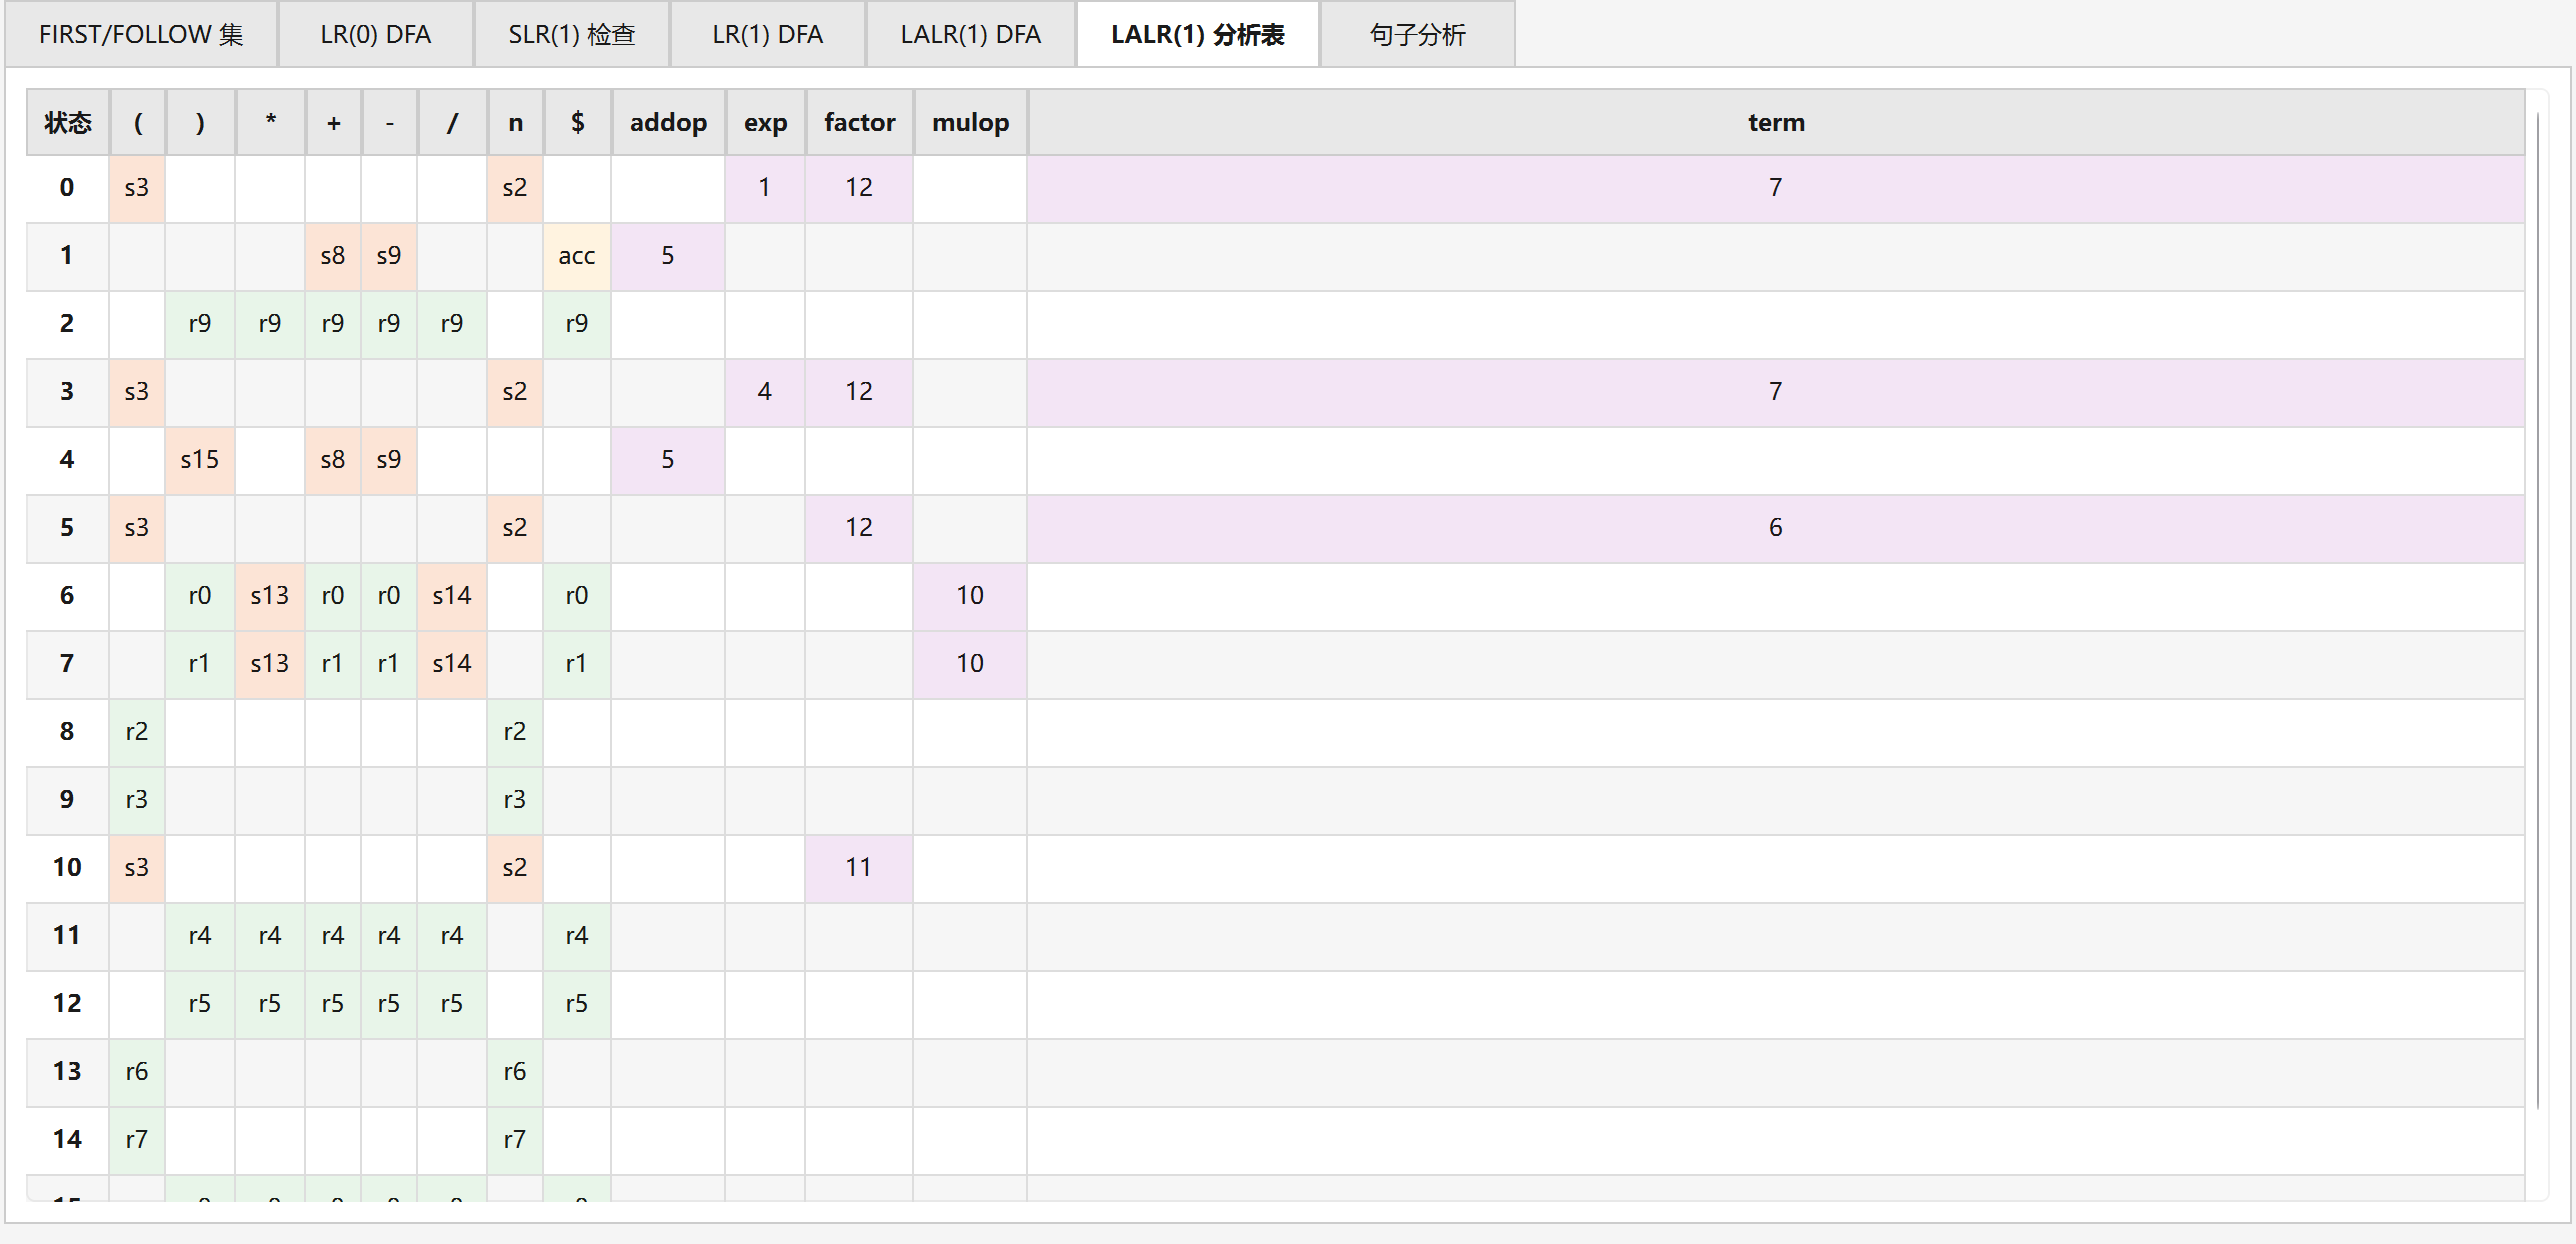 FIRST/FOLLOW 集 LR(0) DFA SLR(1) 检查 LR(1) DFA LALR(1) DFA LALR(1) 分析表 句子分析
状态 ( ) * + - / n $ addop exp factor mulop term
0 s3 s2 1 12 7
1 s8 s9 acc 5
2 r9 r9 r9 r9 r9 r9
3 s3 s2 4 12 7
4 s15 s8 s9 5
5 s3 s2 12 6
6 r0 s13 r0 r0 s14 r0 10
7 r1 s13 r1 r1 s14 r1 10
8 r2 r2
9 r3 r3
10 s3 s2 11
11 r4 r4 r4 r4 r4 r4
12 r5 r5 r5 r5 r5 r5
13 r6 r6
14 r7 r7